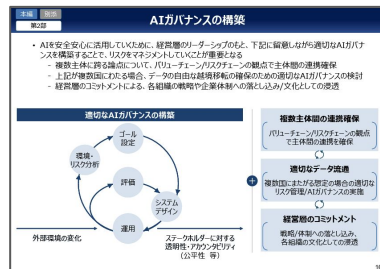 本編
別添
第2部
AIガバナンスの構築
• AIを安全安心に活用していくために、経営層のリーダーシップのもと、下記に留意しながら適切なAIガバナ
ンスを構築することで、リスクをマネジメントしていくことが重要となる
- 複数主体に跨る論点について、バリューチェーン/リスクチェーンの観点で主体間の連携確保
- 上記が複数国にわたる場合、データの自由な越境移転の確保のための適切なAIガバナンスの検討
- 経営層のコミットメントによる、各組織の戦略や企業体制への落とし込み/文化としての浸透
適切なAIガバナンスの構築
ゴール
設定
環境・
リスク分析
評価
システム
デザイン
運用
外部環境の変化
ステークホルダーに対する
透明性・アカウンタビリティ
(公平性 等)
複数主体間の連携確保
バリューチェーン/リスクチェーンの観点
で主体間の連携を確保
適切なデータ流通
複数国にまたがる想定の場合の適切な
リスク管理/AIガバナンスの実施
経営層のコミットメント
戦略/体制への落とし込み、
各組織の文化としての浸透